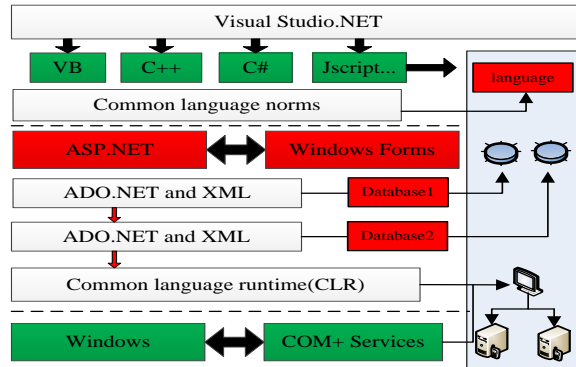 Visual Studio.NET
VB
C++
C#
Jscript...
language
Common language norms
ASP.NET
Windows Forms
ADO.NET and XML
Database1
ADO.NET and XML
Database2
Common language runtime(CLR)
Windows
COM+ Services